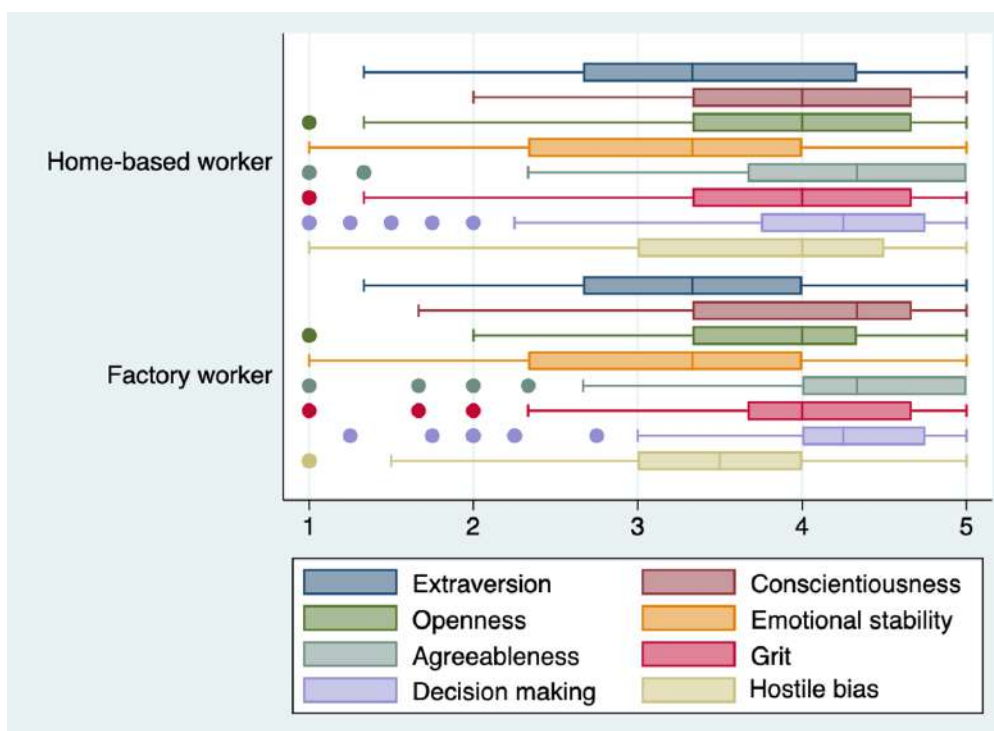 Home-based worker
Factory worker
1 2 3 4 5
Extraversion Conscientiousness
Openness Emotional stability
Agreeableness Grit
Decision making Hostile bias